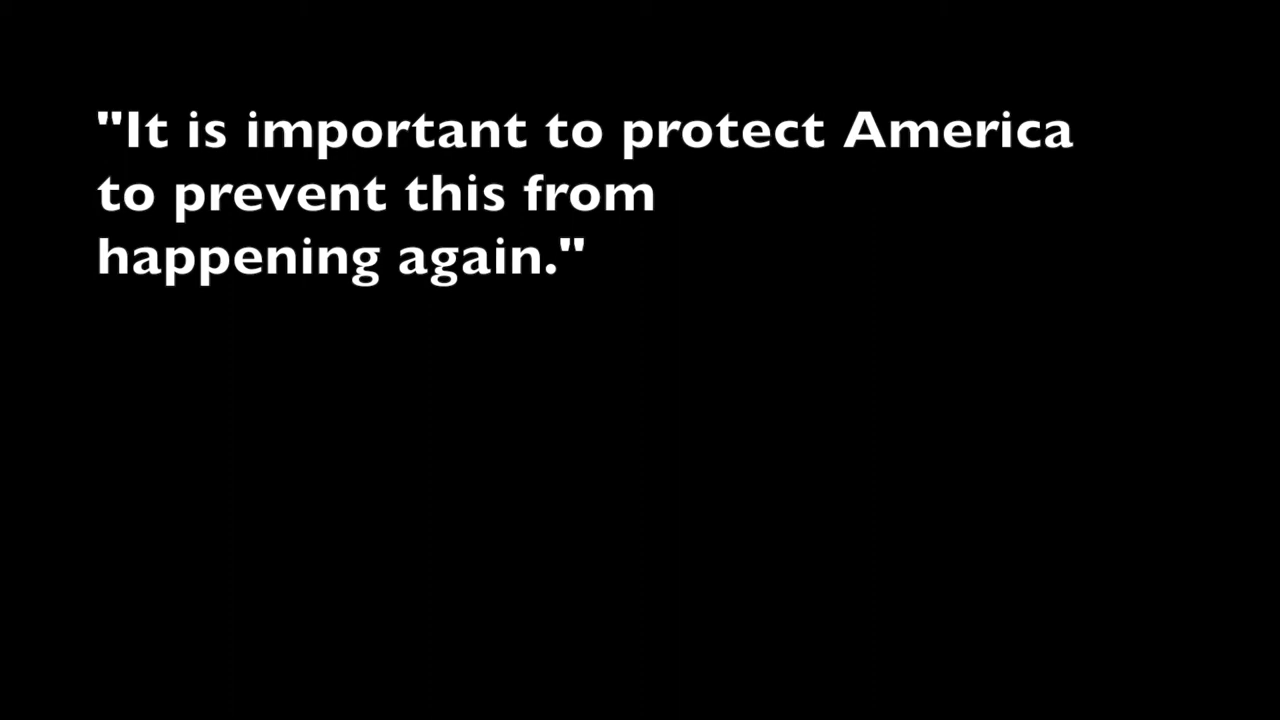 "It is important to protect America
to prevent this from
happening again."